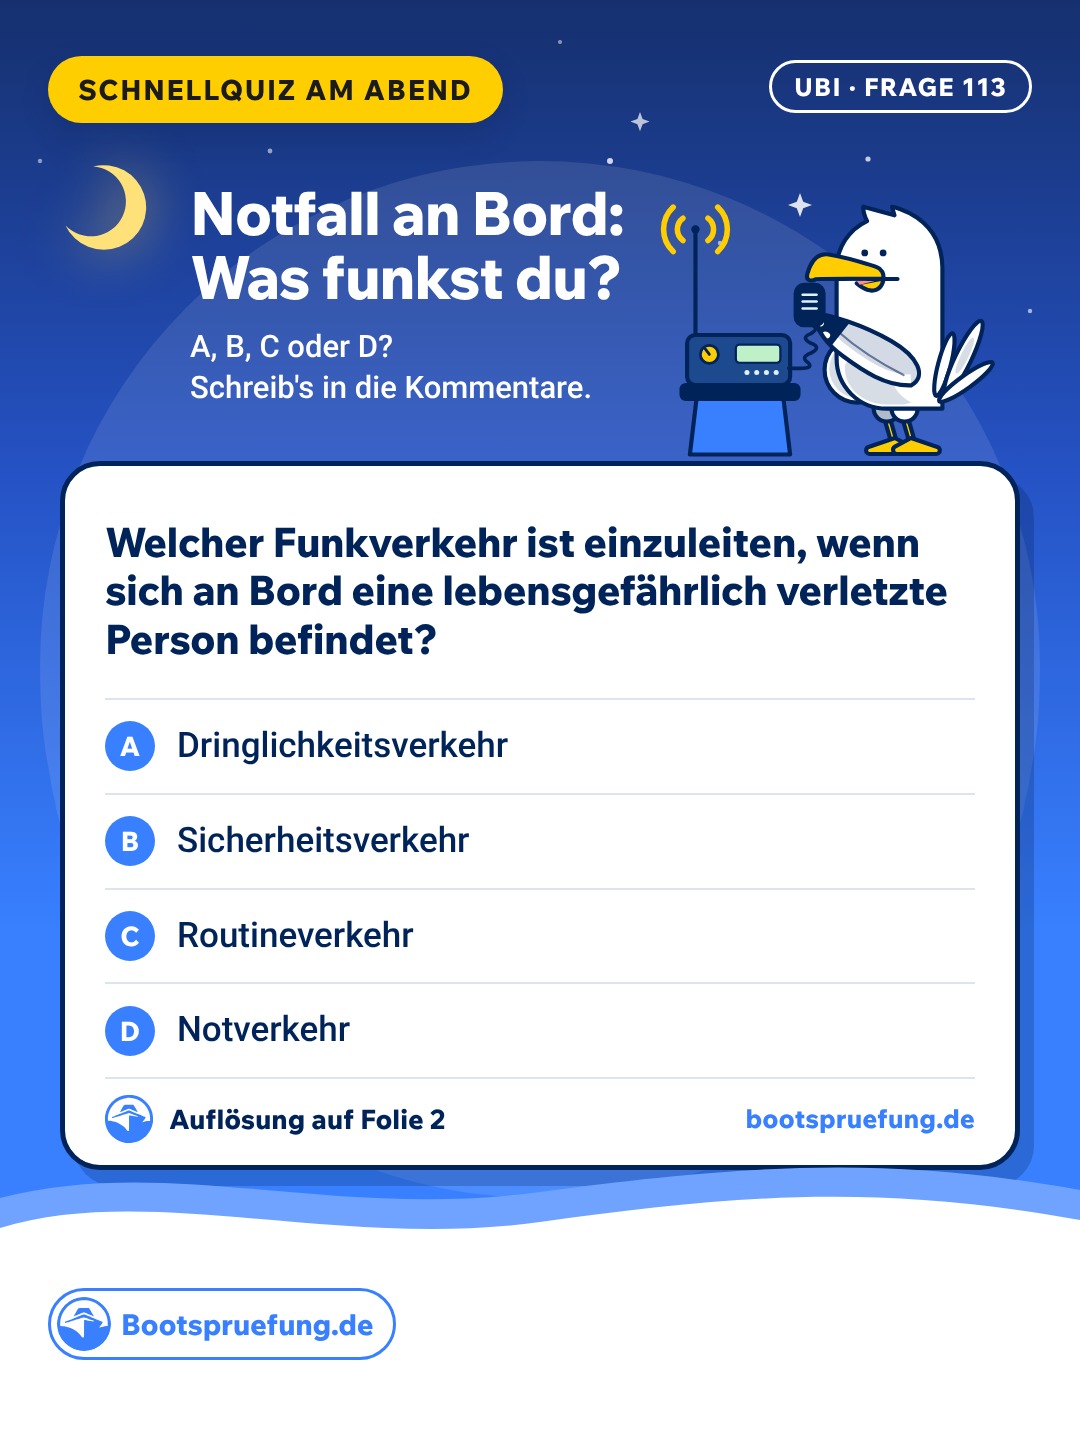 SCHNELLQUIZ AM ABEND
UBI · FRAGE 113
Notfall an Bord:
Was funkst du?
A, B, C oder D?
Schreib's in die Kommentare.
Welcher Funkverkehr ist einzuleiten, wenn
sich an Bord eine lebensgefährlich verletzte
Person befindet?
A Dringlichkeitsverkehr
B Sicherheitsverkehr
C Routineverkehr
D Notverkehr
Auflösung auf Folie 2
bootspruefung.de
Bootspruefung.de